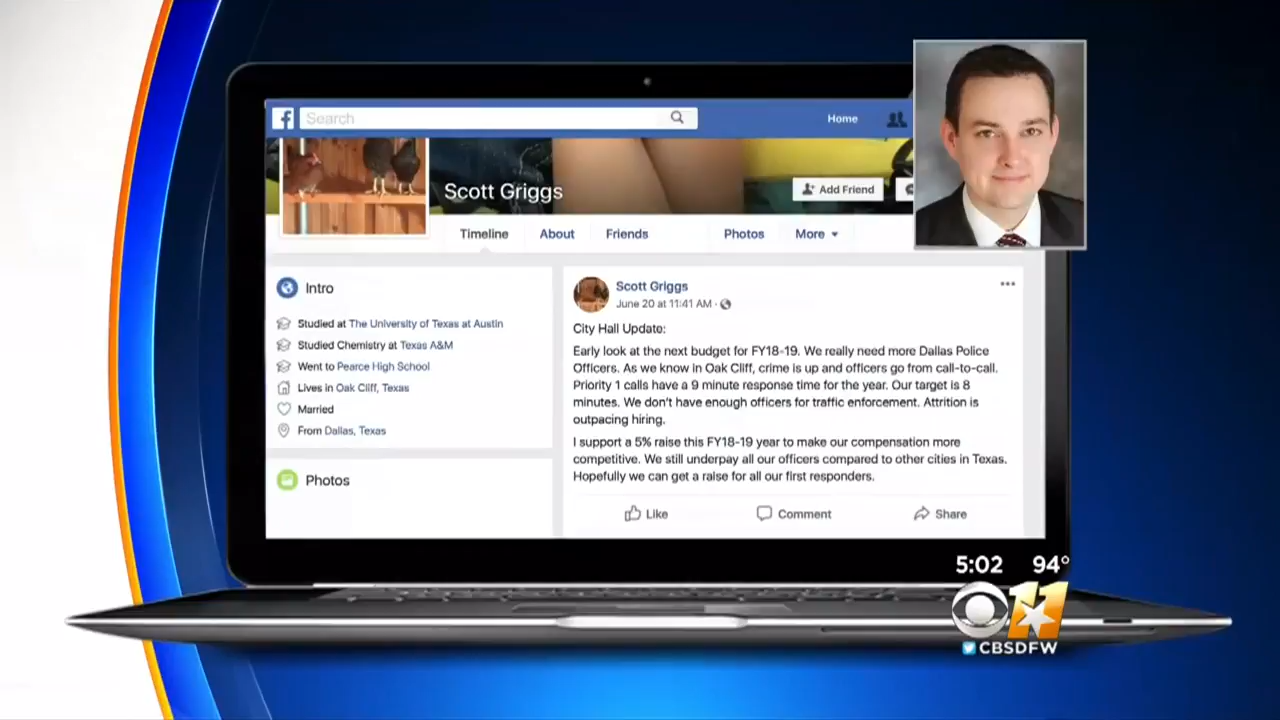 f
Search
Home
Scott Griggs
Add Friend
Timeline
About
Friends
Photos
More
Intro
Studied at The University of Texas at Austin
Studied Chemistry at Texas A&M
Went to Pearce High School
Lives in Oak Cliff, Texas
Married
From Dallas, Texas
Photos
Scott Griggs
June 20 at 11:41 AM ·
City Hall Update:
Early look at the next budget for FY18-19. We really need more Dallas Police
Officers. As we know in Oak Cliff, crime is up and officers go from call-to-call.
Priority 1 calls have a 9 minute response time for the year. Our target is 8
minutes. We don't have enough officers for traffic enforcement. Attrition is
outpacing hiring.
I support a 5% raise this FY18-19 year to make our compensation more
competitive. We still underpay all our officers compared to other cities in Texas.
Hopefully we can get a raise for all our first responders.
Like
Comment
Share
5:02 94°
11
CBSDFW